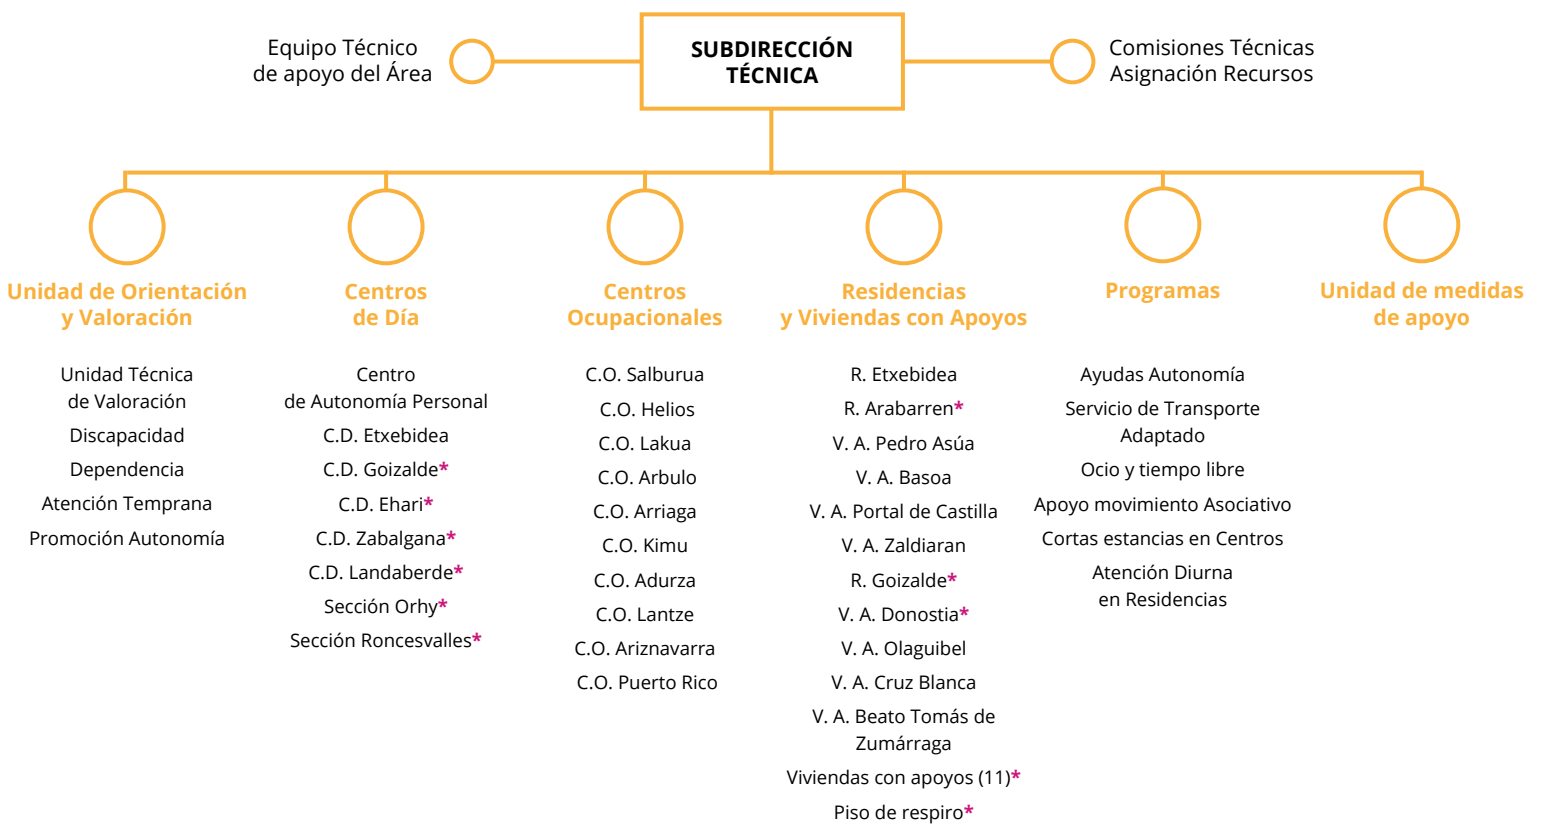 Equipo Técnico
de apoyo del Área
SUBDIRECCIÓN
TÉCNICA
Comisiones Técnicas
Asignación Recursos
Unidad de Orientación
y Valoración
Unidad Técnica
de Valoración
Discapacidad
Dependencia
Atención Temprana
Promoción Autonomía
Centros
de Día
Centro
de Autonomía Personal
C.D. Etxebidea
C.D. Goizalde*
C.D. Ehari*
C.D. Zabalgana*
C.D. Landaberde*
Sección Orhy*
Sección Roncesvalles*
Centros
Ocupacionales
C.O. Salburua
C.O. Helios
C.O. Lakua
C.O. Arbulo
C.O. Arriaga
C.O. Kimu
C.O. Adurza
C.O. Lantze
C.O. Ariznavarra
C.O. Puerto Rico
Residencias
y Viviendas con Apoyos
R. Etxebidea
R. Arabarren*
V. A. Pedro Asúa
V. A. Basoa
V. A. Portal de Castilla
V. A. Zaldiaran
R. Goizalde*
V. A. Donostia*
V. A. Olaguibel
V. A. Cruz Blanca
V. A. Beato Tomás de
Zumárraga
Viviendas con apoyos (11)*
Piso de respiro*
Programas
Ayudas Autonomía
Servicio de Transporte
Adaptado
Ocio y tiempo libre
Apoyo movimiento Asociativo
Cortas estancias en Centros
Atención Diurna
en Residencias
Unidad de medidas
de apoyo